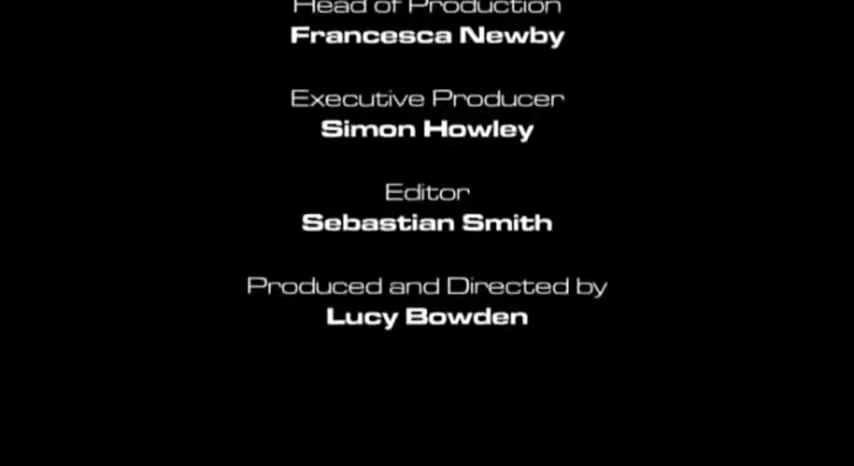 Head of Production
Francesca Newby
Executive Producer
Simon Howley
Editor
Sebastian Smith
Produced and Directed by
Lucy Bowden